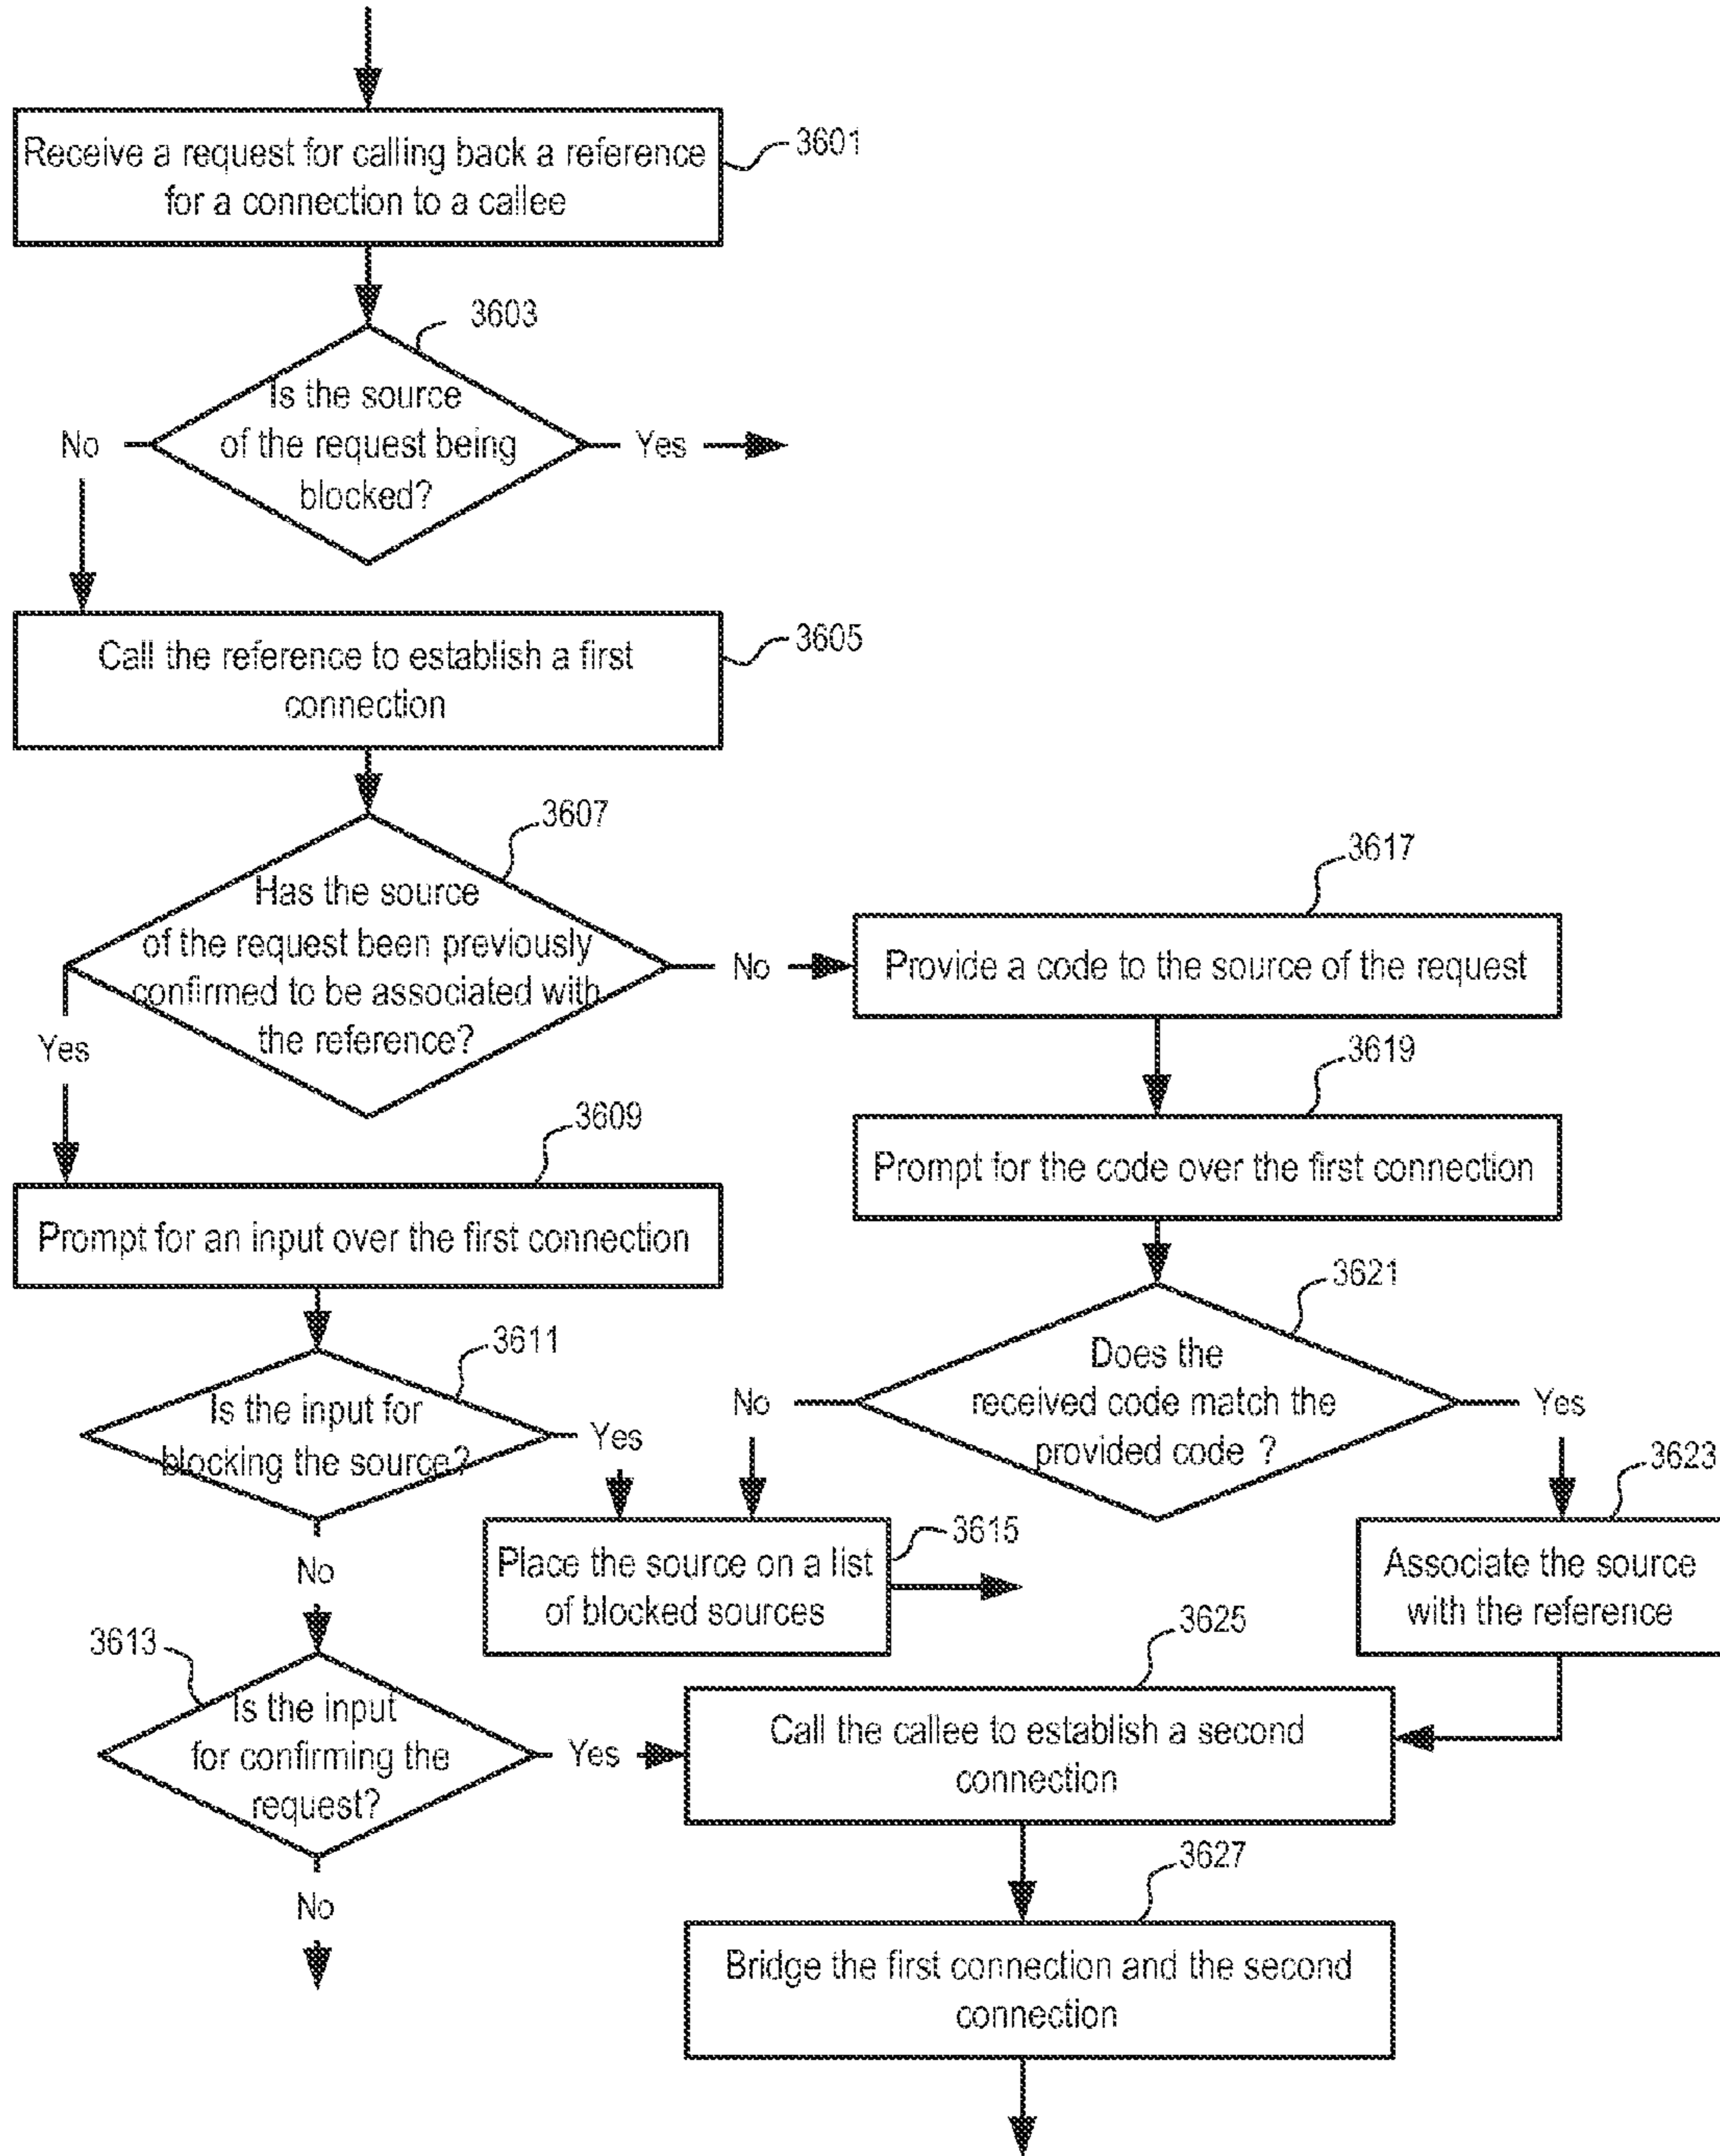 Receive a request for calling back a reference
for a connection to a callee
3601
3603
Is the source
of the request being
blocked?
No
Yes
Call the reference to establish a first
connection
3605
3607
Has the source
of the request been previously
confirmed to be associated with
the reference?
No
Yes
3617
Provide a code to the source of the request
3619
Prompt for the code over the first connection
3609
Prompt for an input over the first connection
3611
Is the input for
blocking the source?
Yes
No
3621
Does the
received code match the
provided code ?
No
Yes
3615
Place the source on a list
of blocked sources
3623
Associate the source
with the reference
3613
Is the input
for confirming the
request?
Yes
No
3625
Call the callee to establish a second
connection
3627
Bridge the first connection and the second
connection